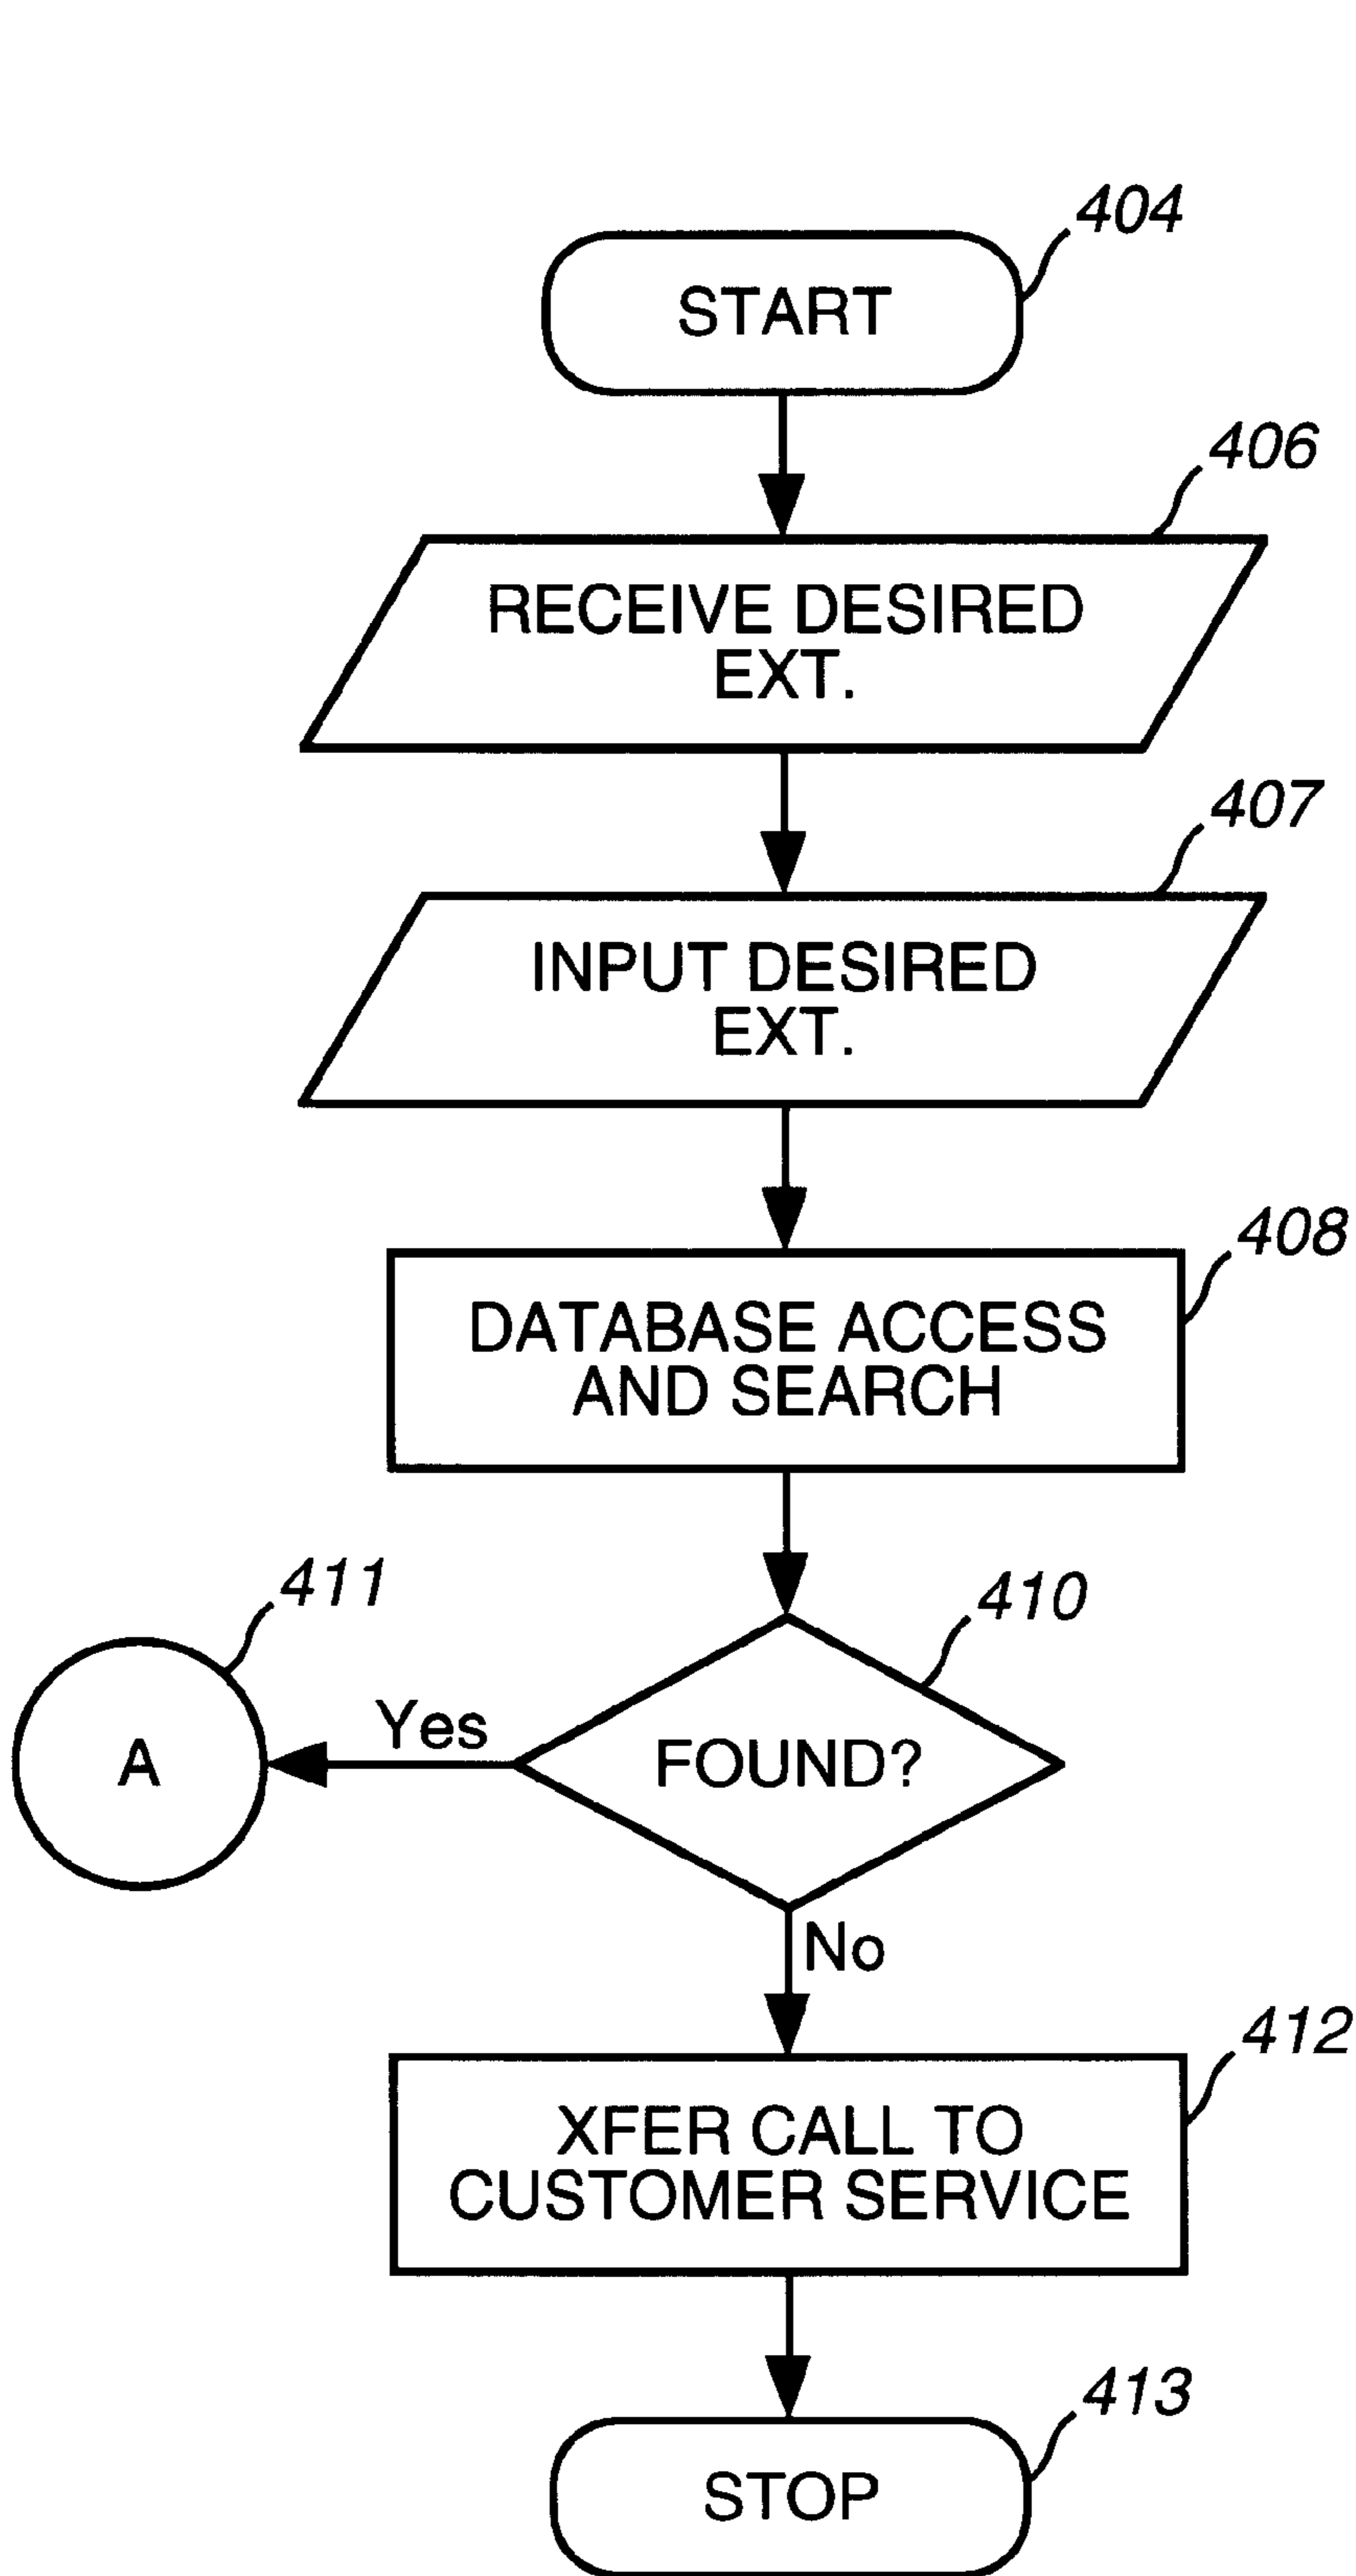 404
START
406
RECEIVE DESIRED
EXT.
407
INPUT DESIRED
EXT.
408
DATABASE ACCESS
AND SEARCH
411
410
A
Yes
FOUND?
No
412
XFER CALL TO
CUSTOMER SERVICE
413
STOP